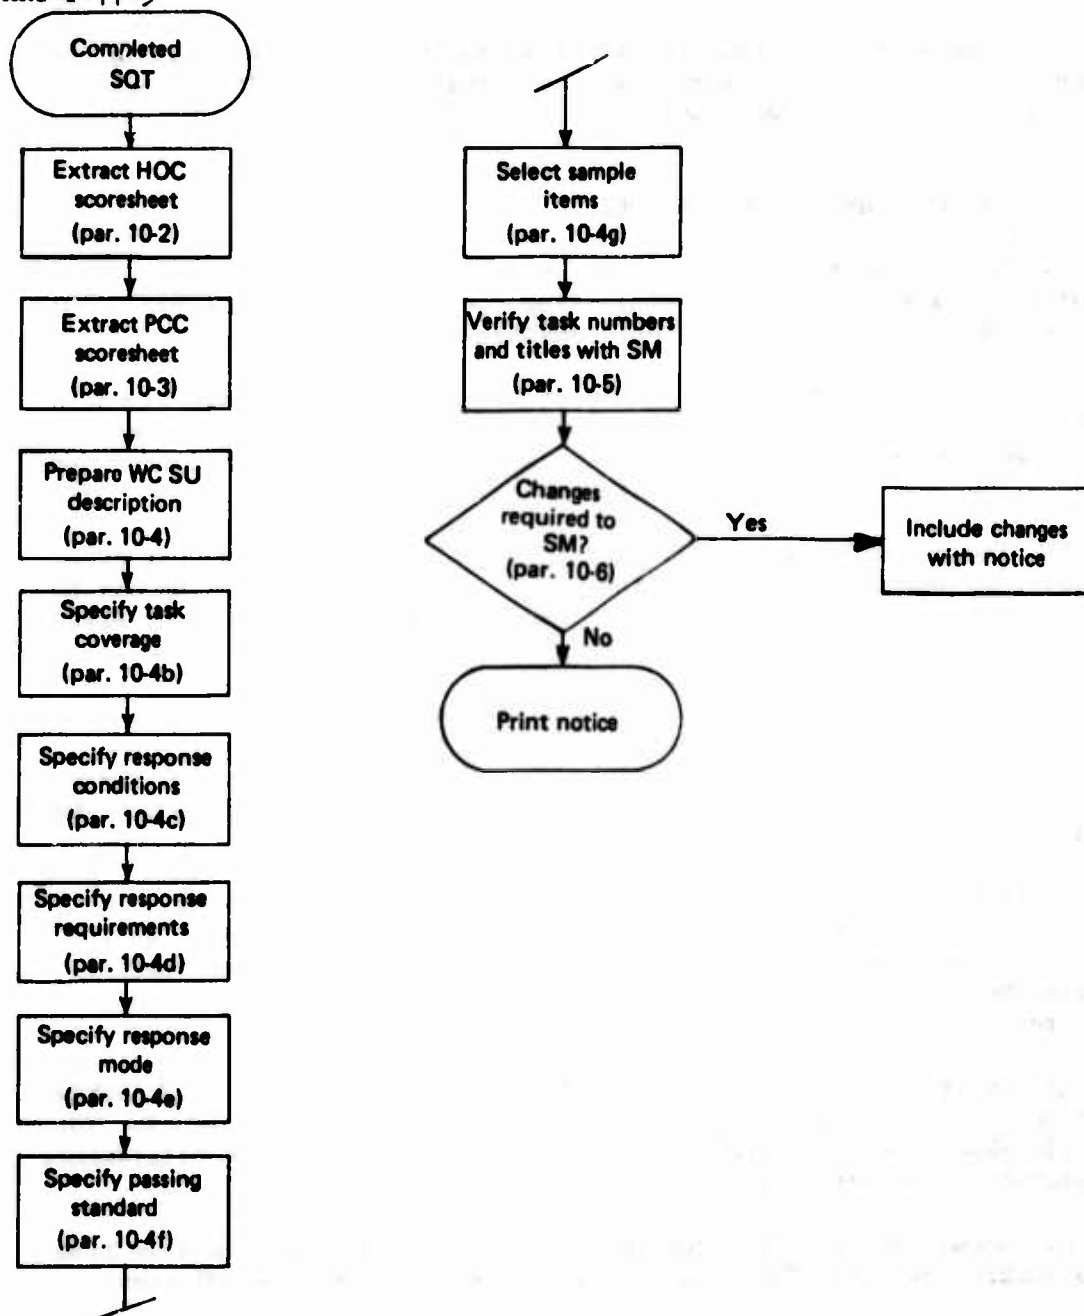 Completed
SQT
Extract HOC
scoresheet
(par. 10-2)
Extract PCC
scoresheet
(par. 10-3)
Prepare WC SU
description
(par. 10-4)
Specify task
coverage
(par. 10-4b)
Specify response
conditions
(par. 10-4c)
Specify response
requirements
(par. 10-4d)
Specify response
mode
(par. 10-4e)
Specify passing
standard
(par. 10-4f)
Select sample
items
(par. 10-4g)
Verify task numbers
and titles with SM
(par. 10-5)
Changes
required to
SM?
(par. 10-6)
Yes
Include changes
with notice
No
Print notice